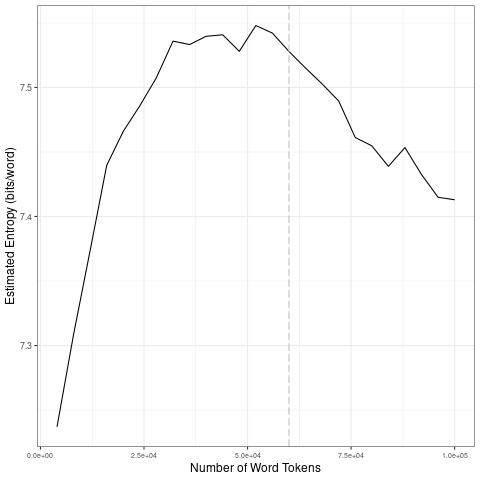 Estimated Entropy (bits/word)
7.5
7.4
7.3
0.0e+00 2.5e+04 5.0e+04 7.5e+04 1.0e+05
Number of Word Tokens